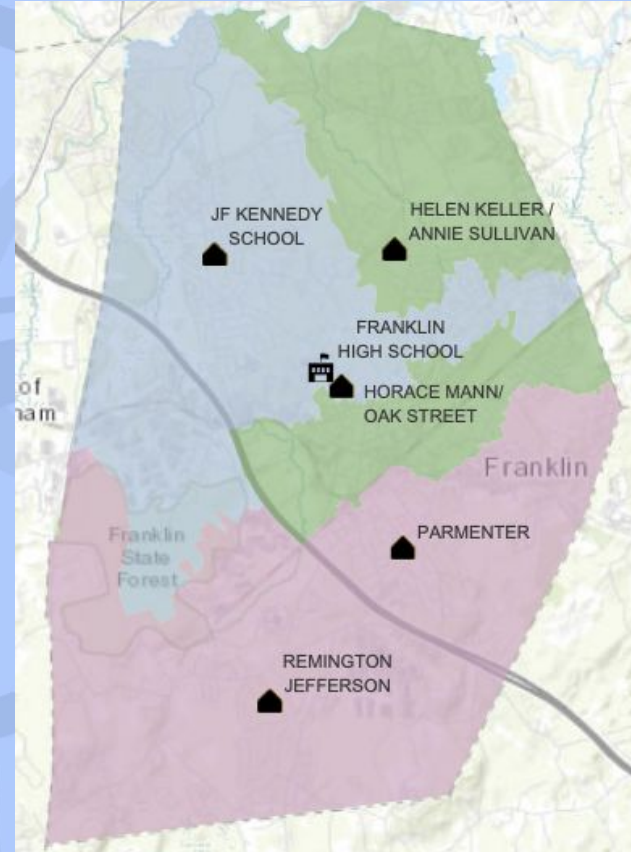 JF KENNEDY
SCHOOL
HELEN KELLER /
ANNIE SULLIVAN
FRANKLIN
HIGH SCHOOL
of
HORACE MANN/
OAK STREET
Franklin
Franklin
State
Forest
PARMENTER
REMINGTON
JEFFERSON